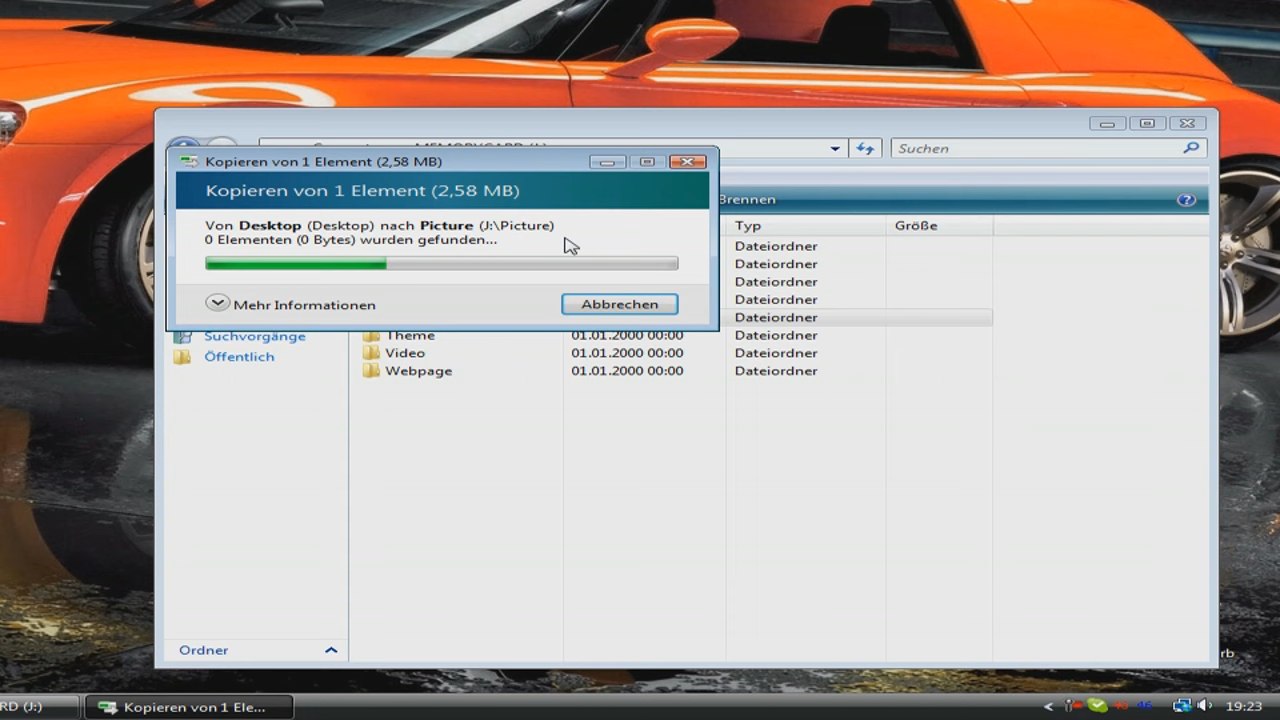 Kopieren von 1 Element (2,58 MB)
Suchen
Kopieren von 1 Element (2,58 MB)
Brennen
Von Desktop (Desktop) nach Picture (J:\Picture)
0 Elementen (0 Bytes) wurden gefunden...
Typ
Größe
Dateiordner
Dateiordner
Dateiordner
Dateiordner
Dateiordner
Mehr Informationen
Abbrechen
Suchvorgänge
Theme
01.01.2000 00:00
Dateiordner
Öffentlich
Video
01.01.2000 00:00
Dateiordner
Webpage
01.01.2000 00:00
Dateiordner
Ordner
rb
RD (J:)
Kopieren von 1 Ele...
46
19:23